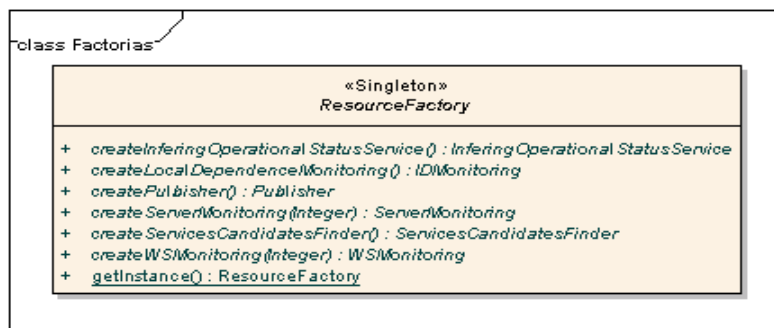 class Factorias
«Singleton»
ResourceFactory
+ createInferingOperationalStatusService() : InferingOperationalStatusService
+ createLocalDependenceMonitoring() : IDMonitoring
+ createPulbisher() : Publisher
+ createServerMonitoring(Integer) : ServerMonitoring
+ createServicesCandidatesFinder() : ServicesCandidatesFinder
+ createWSMonitoring(Integer) : WSMonitoring
+ getInstance() : ResourceFactory